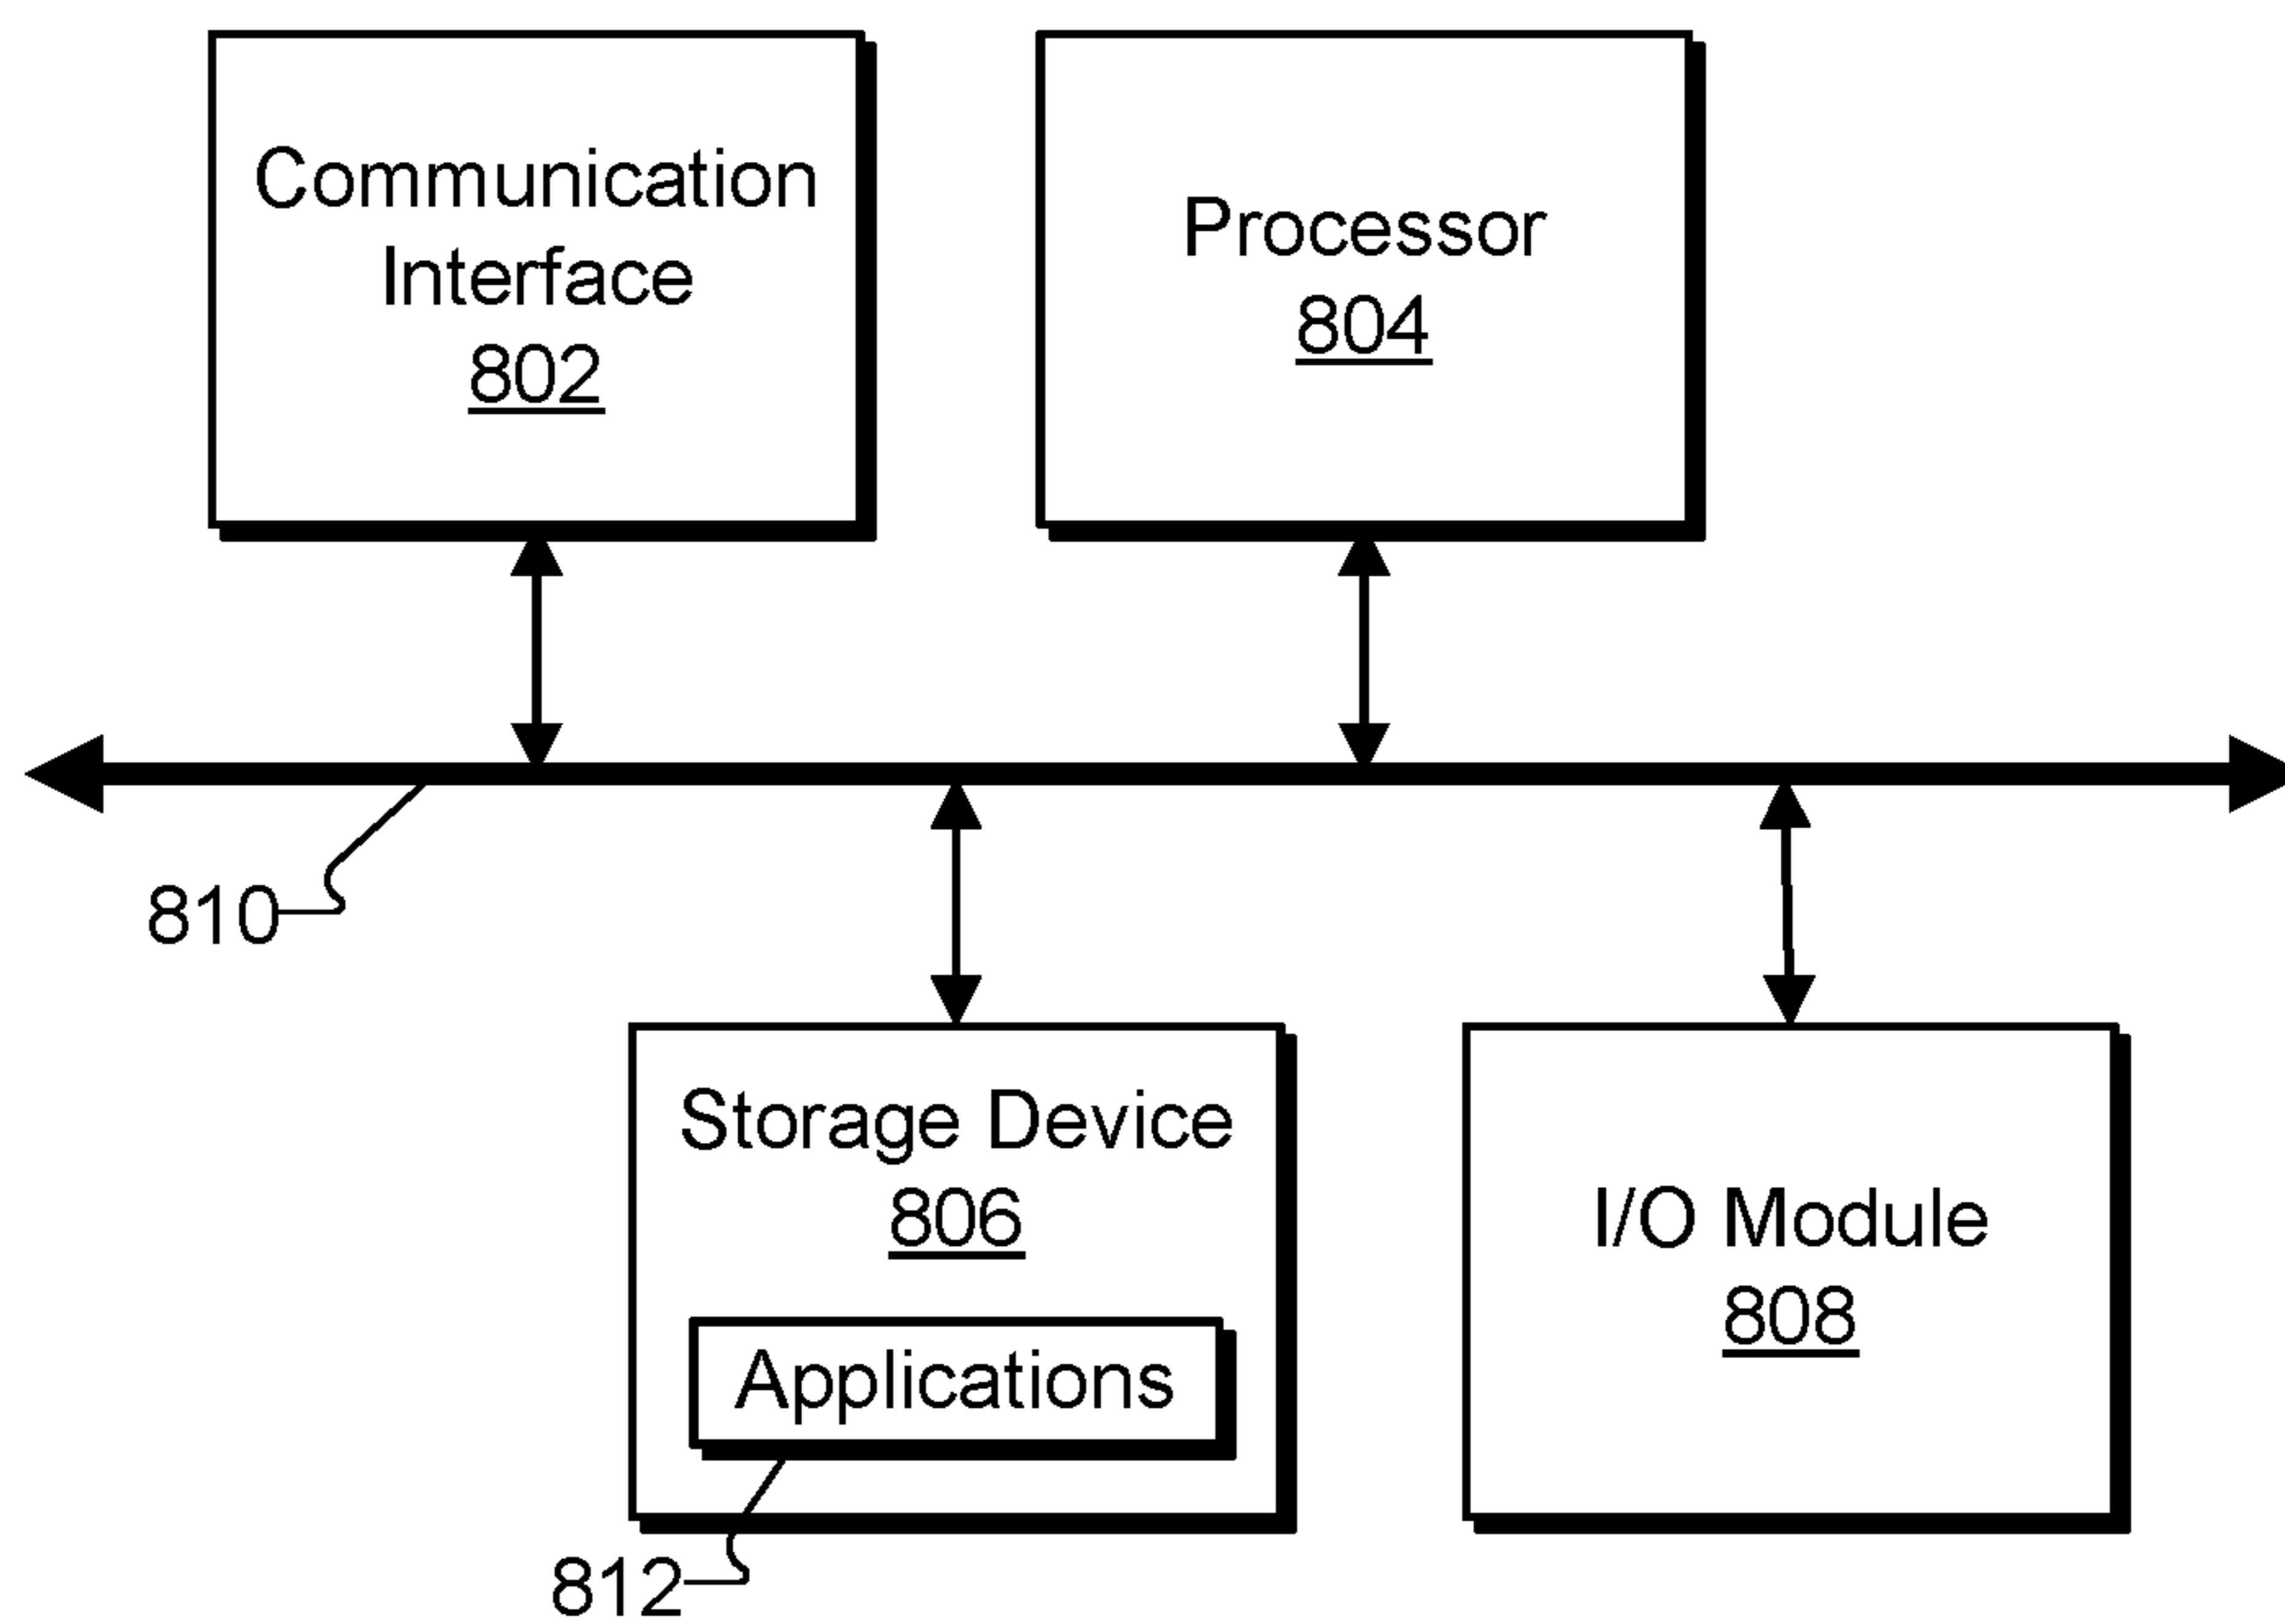 Communication
Interface
802
Processor
804
810
Storage Device
806
Applications
812
I/O Module
808